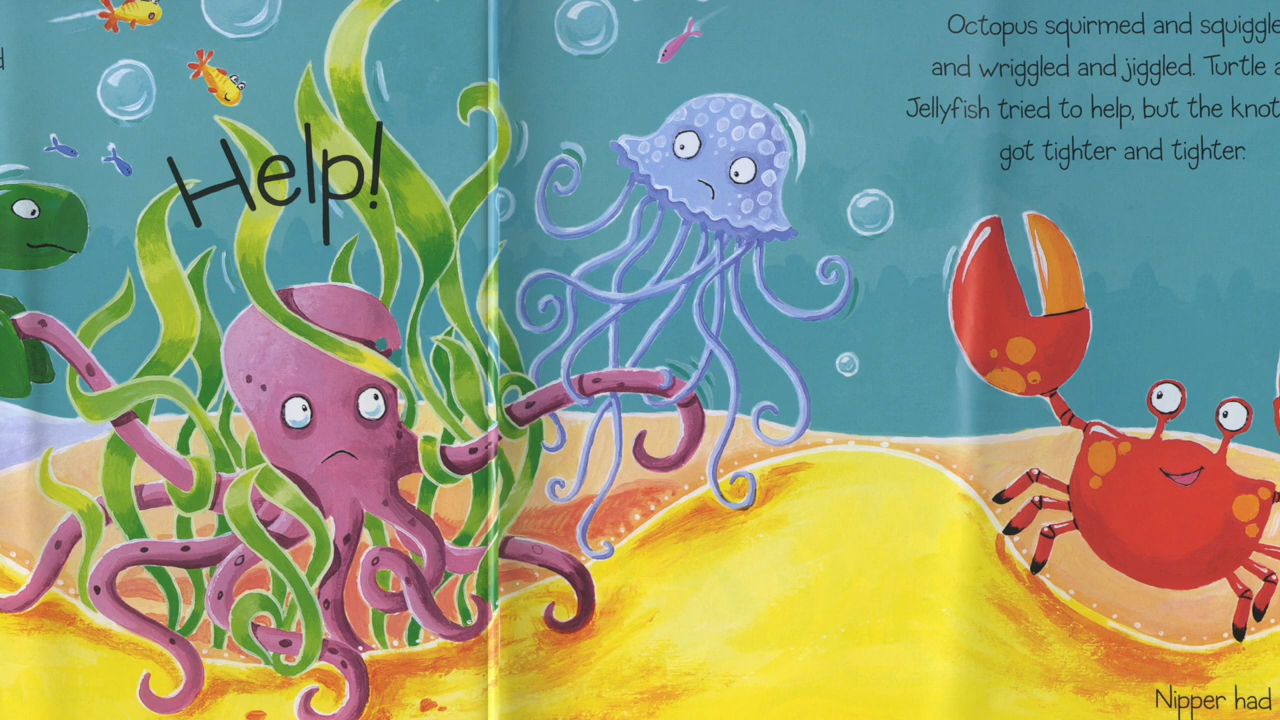 Help!
Octopus squirmed and squiggle
and wriggled and jiggled. Turtle a
Jellyfish tried to help, but the knot
got tighter and tighter.
Nipper had